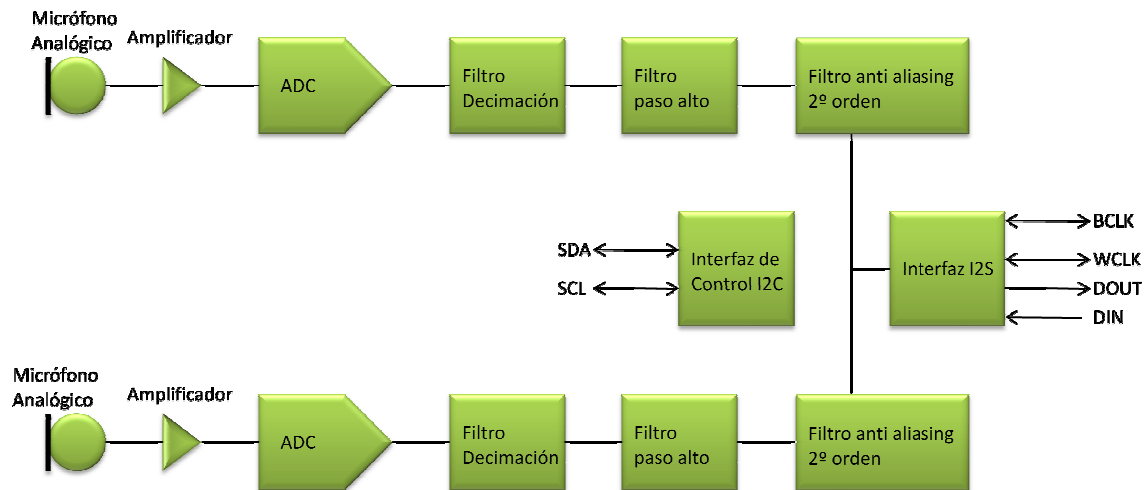 Micrófono
Analógico
Amplificador
ADC
Filtro
Decimación
Filtro
paso alto
Filtro anti aliasing
2º orden
SDA
SCL
Interfaz de
Control I2C
Interfaz I2S
BCLK
WCLK
DOUT
DIN
Micrófono
Analógico
Amplificador
ADC
Filtro
Decimación
Filtro
paso alto
Filtro anti aliasing
2º orden